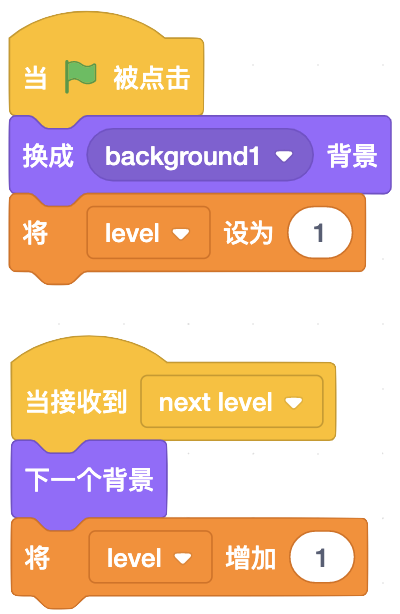 当 被点击
换成 background1 背景
将 level 设为 1
当接收到 next level
下一个背景
将 level 增加 1